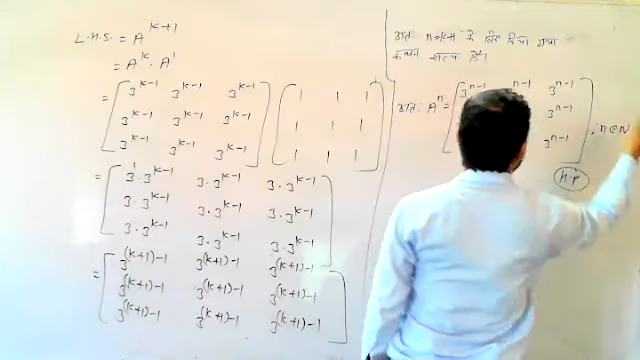 L.H.S. = A^{k+1}
= A^k · A^1
= [ 3^{k-1} 3^{k-1} 3^{k-1} ] [ 1 1 1 ]
[ 3^{k-1} 3^{k-1} 3^{k-1} ] [ 1 1 1 ]
[ 3^{k-1} 3^{k-1} 3^{k-1} ] [ 1 1 1 ]
= [ 3^1·3^{k-1} 3·3^{k-1} 3·3^{k-1} ]
[ 3·3^{k-1} 3·3^{k-1} 3·3^{k-1} ]
[ 3·3^{k-1} 3·3^{k-1} 3·3^{k-1} ]
= [ 3^{(k+1)-1} 3^{(k+1)-1} 3^{(k+1)-1} ]
[ 3^{(k+1)-1} 3^{(k+1)-1} 3^{(k+1)-1} ]
[ 3^{(k+1)-1} 3^{(k+1)-1} 3^{(k+1)-1} ]
अतः n=k+1 के लिए दिया गया
कथन सत्य है।
अतः A^n = [ 3^{n-1} 3^{n-1} 3^{n-1} ]
3^{n-1} ]
3^{n-1} ] , n ∈ N
H.P